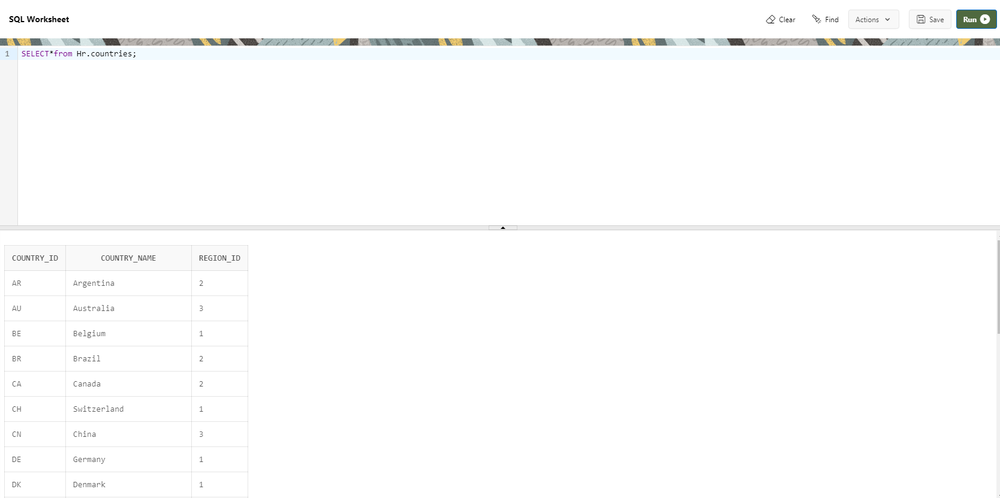 SQL Worksheet Clear Find Actions Save Run
1 SELECT*from Hr.countries;
COUNTRY_ID COUNTRY_NAME REGION_ID
AR Argentina 2
AU Australia 3
BE Belgium 1
BR Brazil 2
CA Canada 2
CH Switzerland 1
CN China 3
DE Germany 1
DK Denmark 1